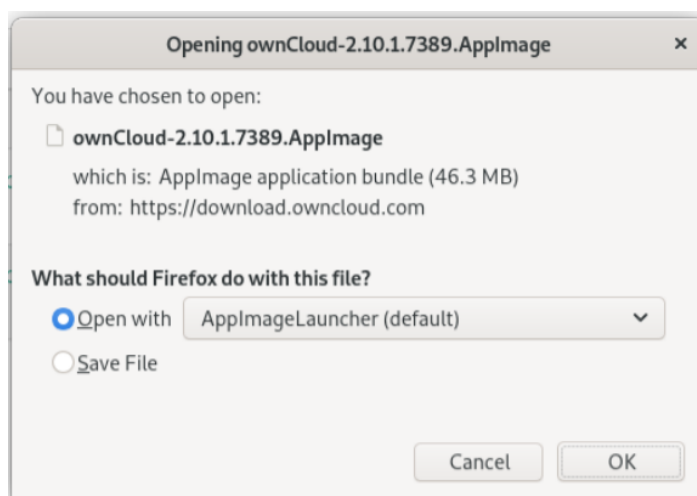 Opening ownCloud-2.10.1.7389.AppImage ×
You have chosen to open:
ownCloud-2.10.1.7389.AppImage
which is: AppImage application bundle (46.3 MB)
from: https://download.owncloud.com
What should Firefox do with this file?
Open with AppImageLauncher (default)
Save File
Cancel OK